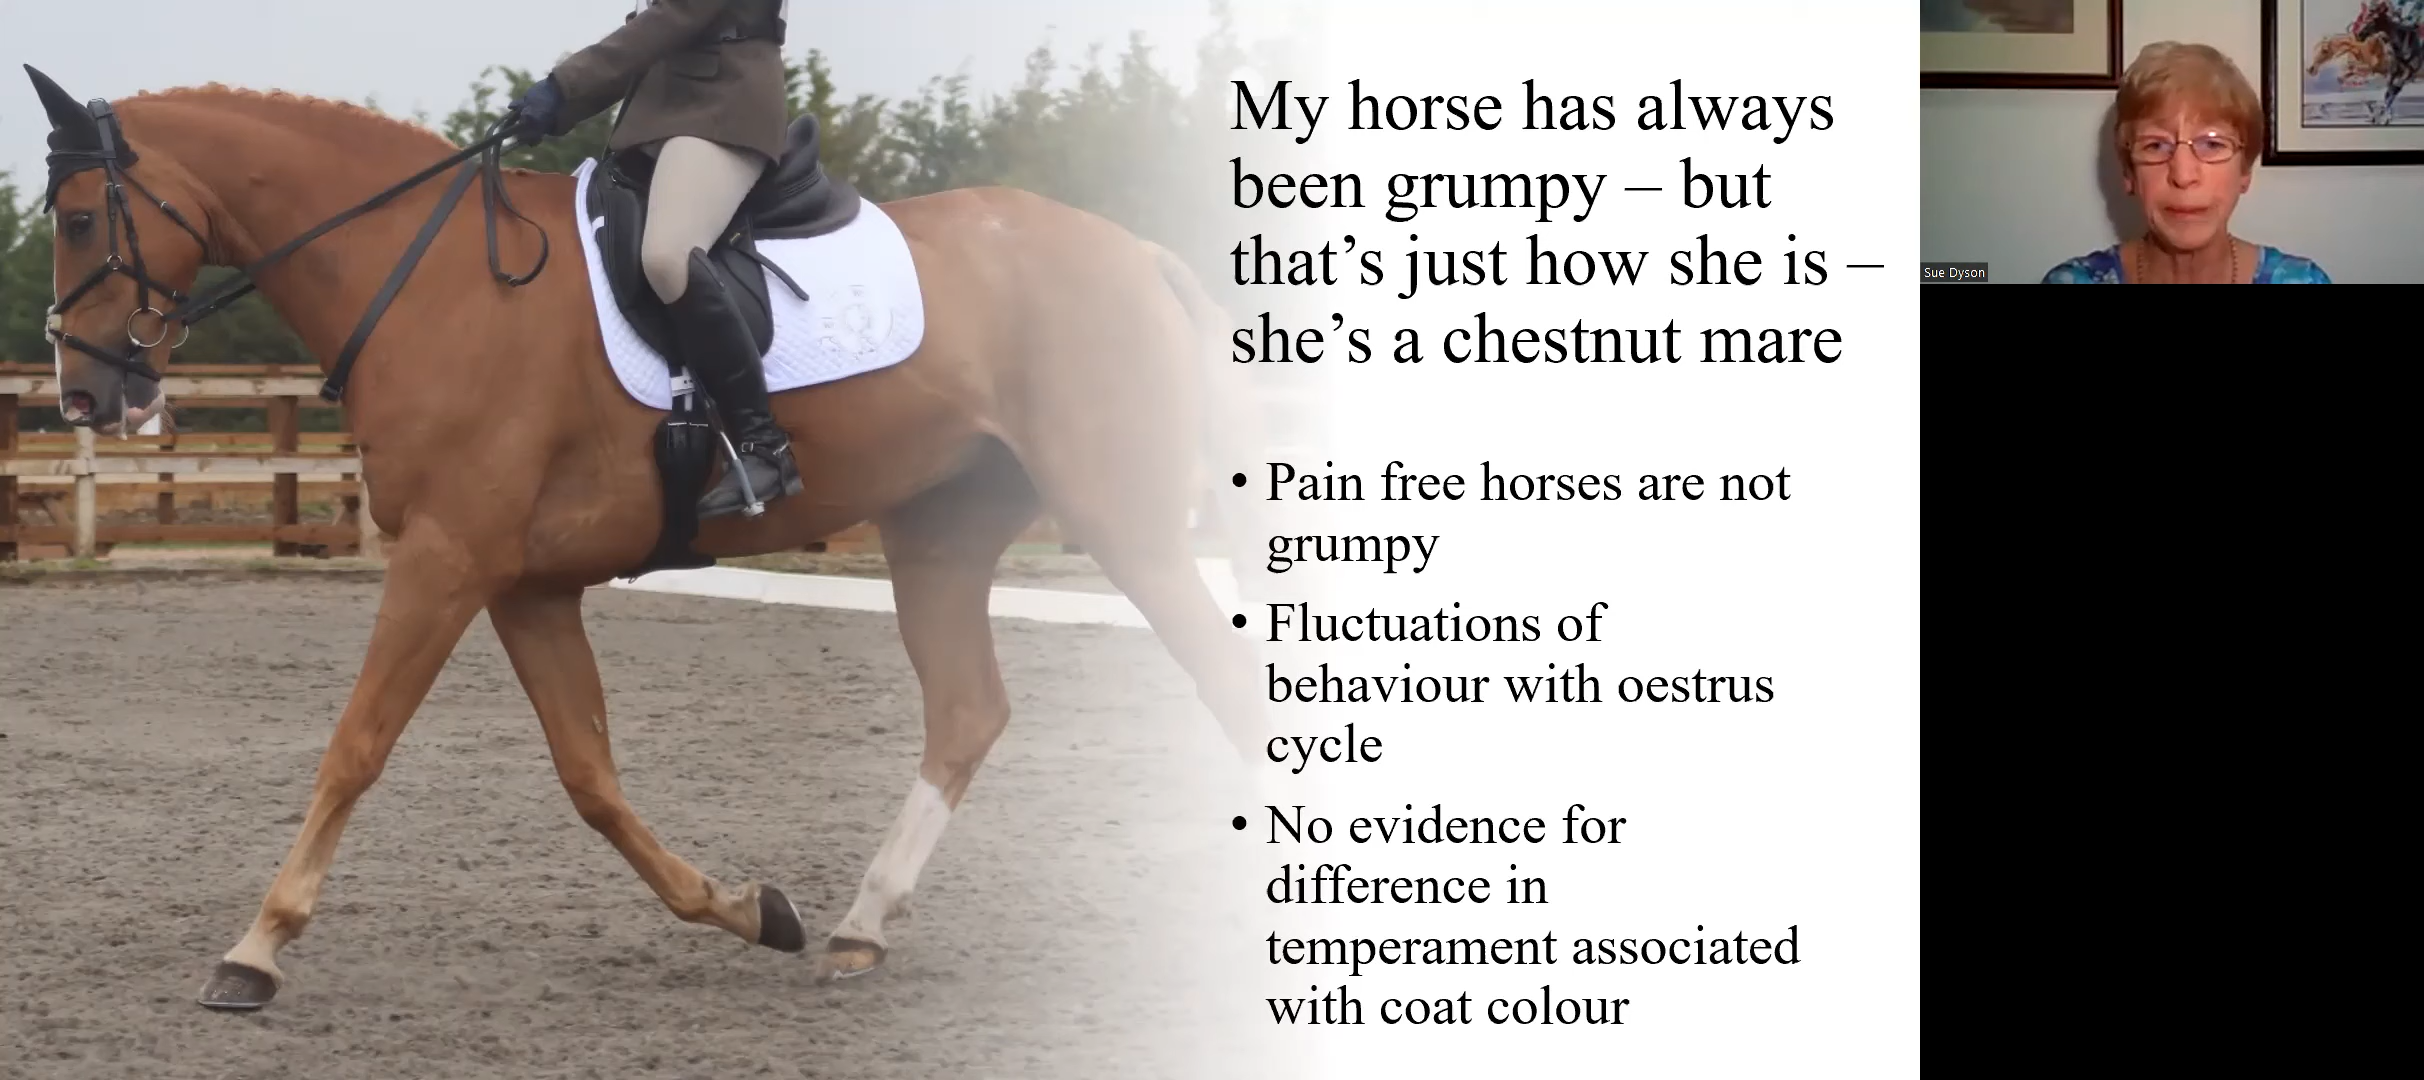 My horse has always
been grumpy – but
that’s just how she is –
she’s a chestnut mare
• Pain free horses are not
grumpy
• Fluctuations of
behaviour with oestrus
cycle
• No evidence for
difference in
temperament associated
with coat colour
Sue Dyson